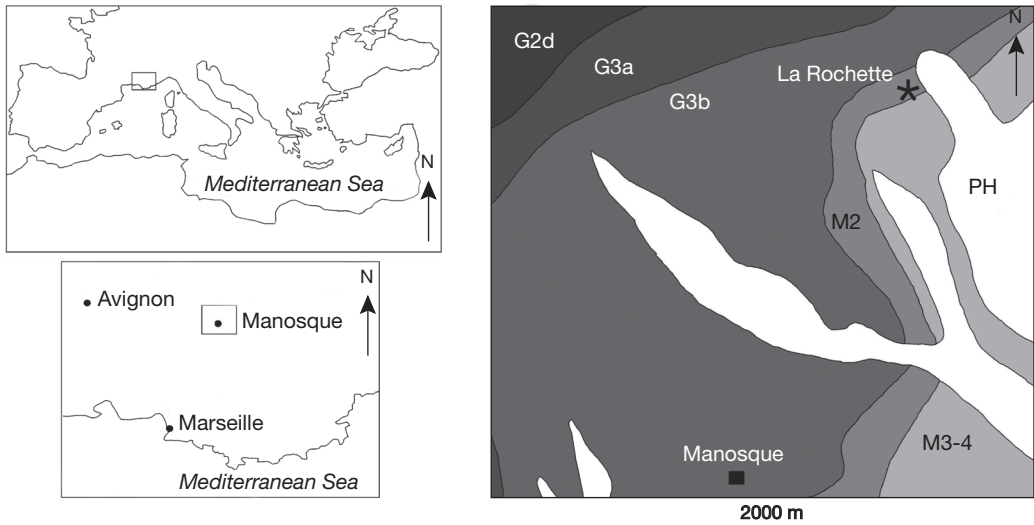 N
Mediterranean Sea
N
Avignon
Manosque
Marseille
Mediterranean Sea
N
G2d
G3a
La Rochette
G3b
PH
M2
M3-4
Manosque
2000 m